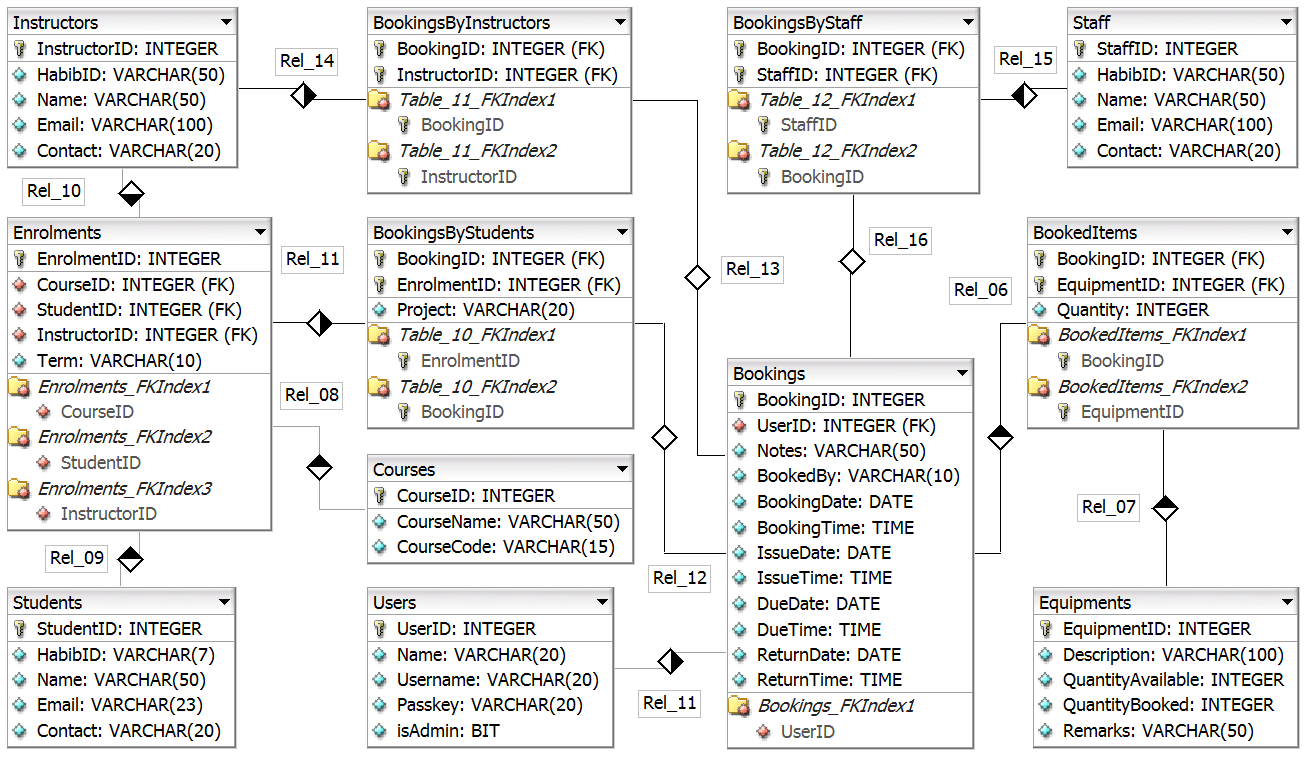 Instructors
InstructorID: INTEGER
HabibID: VARCHAR(50)
Name: VARCHAR(50)
Email: VARCHAR(100)
Contact: VARCHAR(20)
Rel_14
BookingsByInstructors
BookingID: INTEGER (FK)
InstructorID: INTEGER (FK)
Table_11_FKIndex1
BookingID
Table_11_FKIndex2
InstructorID
BookingsByStaff
BookingID: INTEGER (FK)
StaffID: INTEGER (FK)
Table_12_FKIndex1
StaffID
Table_12_FKIndex2
BookingID
Rel_15
Staff
StaffID: INTEGER
HabibID: VARCHAR(50)
Name: VARCHAR(50)
Email: VARCHAR(100)
Contact: VARCHAR(20)
Rel_10
Enrolments
EnrolmentID: INTEGER
CourseID: INTEGER (FK)
StudentID: INTEGER (FK)
InstructorID: INTEGER (FK)
Term: VARCHAR(10)
Enrolments_FKIndex1
CourseID
Enrolments_FKIndex2
StudentID
Enrolments_FKIndex3
InstructorID
Rel_11
Rel_08
BookingsByStudents
BookingID: INTEGER (FK)
EnrolmentID: INTEGER (FK)
Project: VARCHAR(20)
Table_10_FKIndex1
EnrolmentID
Table_10_FKIndex2
BookingID
Rel_13
Rel_16
Rel_06
BookedItems
BookingID: INTEGER (FK)
EquipmentID: INTEGER (FK)
Quantity: INTEGER
BookedItems_FKIndex1
BookingID
BookedItems_FKIndex2
EquipmentID
Courses
CourseID: INTEGER
CourseName: VARCHAR(50)
CourseCode: VARCHAR(15)
Bookings
BookingID: INTEGER
UserID: INTEGER (FK)
Notes: VARCHAR(50)
BookedBy: VARCHAR(10)
BookingDate: DATE
BookingTime: TIME
IssueDate: DATE
IssueTime: TIME
DueDate: DATE
DueTime: TIME
ReturnDate: DATE
ReturnTime: TIME
Bookings_FKIndex1
UserID
Rel_07
Rel_09
Rel_12
Students
StudentID: INTEGER
HabibID: VARCHAR(7)
Name: VARCHAR(50)
Email: VARCHAR(23)
Contact: VARCHAR(20)
Users
UserID: INTEGER
Name: VARCHAR(20)
Username: VARCHAR(20)
Passkey: VARCHAR(20)
isAdmin: BIT
Rel_11
Equipments
EquipmentID: INTEGER
Description: VARCHAR(100)
QuantityAvailable: INTEGER
QuantityBooked: INTEGER
Remarks: VARCHAR(50)